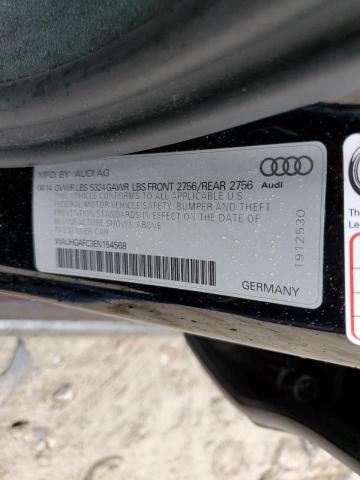 MFD. BY AUDI AG
04.14 GVWR LBS 5324 GAWR LBS FRONT 2756/REAR 2756
THIS VEHICLE CONFORMS TO ALL APPLICABLE U.S.
FEDERAL MOTOR VEHICLE SAFETY, BUMPER AND THEFT
PREVENTION STANDARDS IN EFFECT ON THE DATE OF
MANUFACTURE SHOWN ABOVE.
PASSENGER CAR
WAUHGAFC3EN154568
Audi
1912530
GERMANY